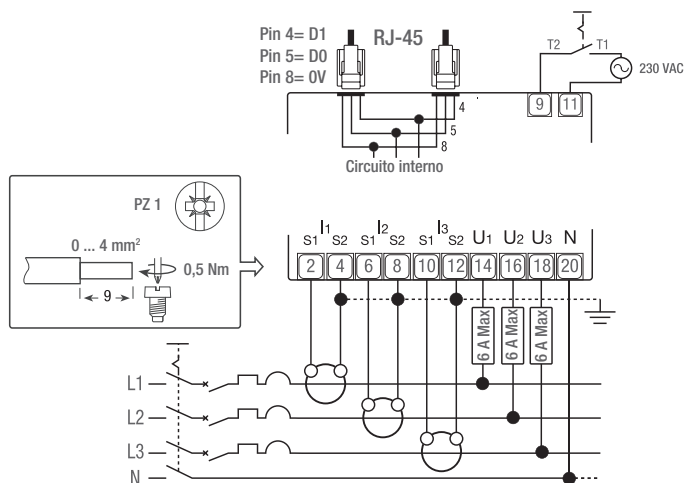 Pin 4= D1
Pin 5= D0
Pin 8= 0V
RJ-45
T2 T1
230 VAC
9 11
4
5
8
Circuito interno
PZ 1
0 ... 4 mm²
0,5 Nm
9
I1 I2 I3
S1 S2 S1 S2 S1 S2 U1 U2 U3 N
2 4 6 8 10 12 14 16 18 20
6 A Max 6 A Max 6 A Max
L1
L2
L3
N